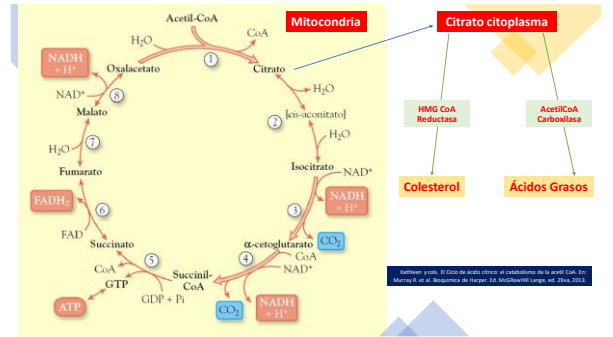 Acetil-CoA
Mitocondria
Citrato citoplasma
H₂O
CoA
1
NADH
+ H⁺
Oxalacetato
Citrato
NAD⁺
8
H₂O
2
[cis-aconitato]
Malato
HMG CoA
Reductasa
AcetilCoA
Carboxilasa
7
H₂O
H₂O
Isocitrato
Fumarato
NAD⁺
Colesterol
Ácidos Grasos
FADH₂
6
3
NADH
+ H⁺
FAD
CO₂
Succinato
α-cetoglutarato
5
4
CoA
CoA
Succínil-
CoA
NAD⁺
GTP
GDP + Pi
ATP
CO₂
NADH
+ H⁺
Kathleen y cols. El Ciclo de ácido cítrico: el catabolismo de la acetil CoA. En:
Murray R. et al. Bioquímica de Harper. Ed. McGRawHill Lange, ed. 29va, 2013.